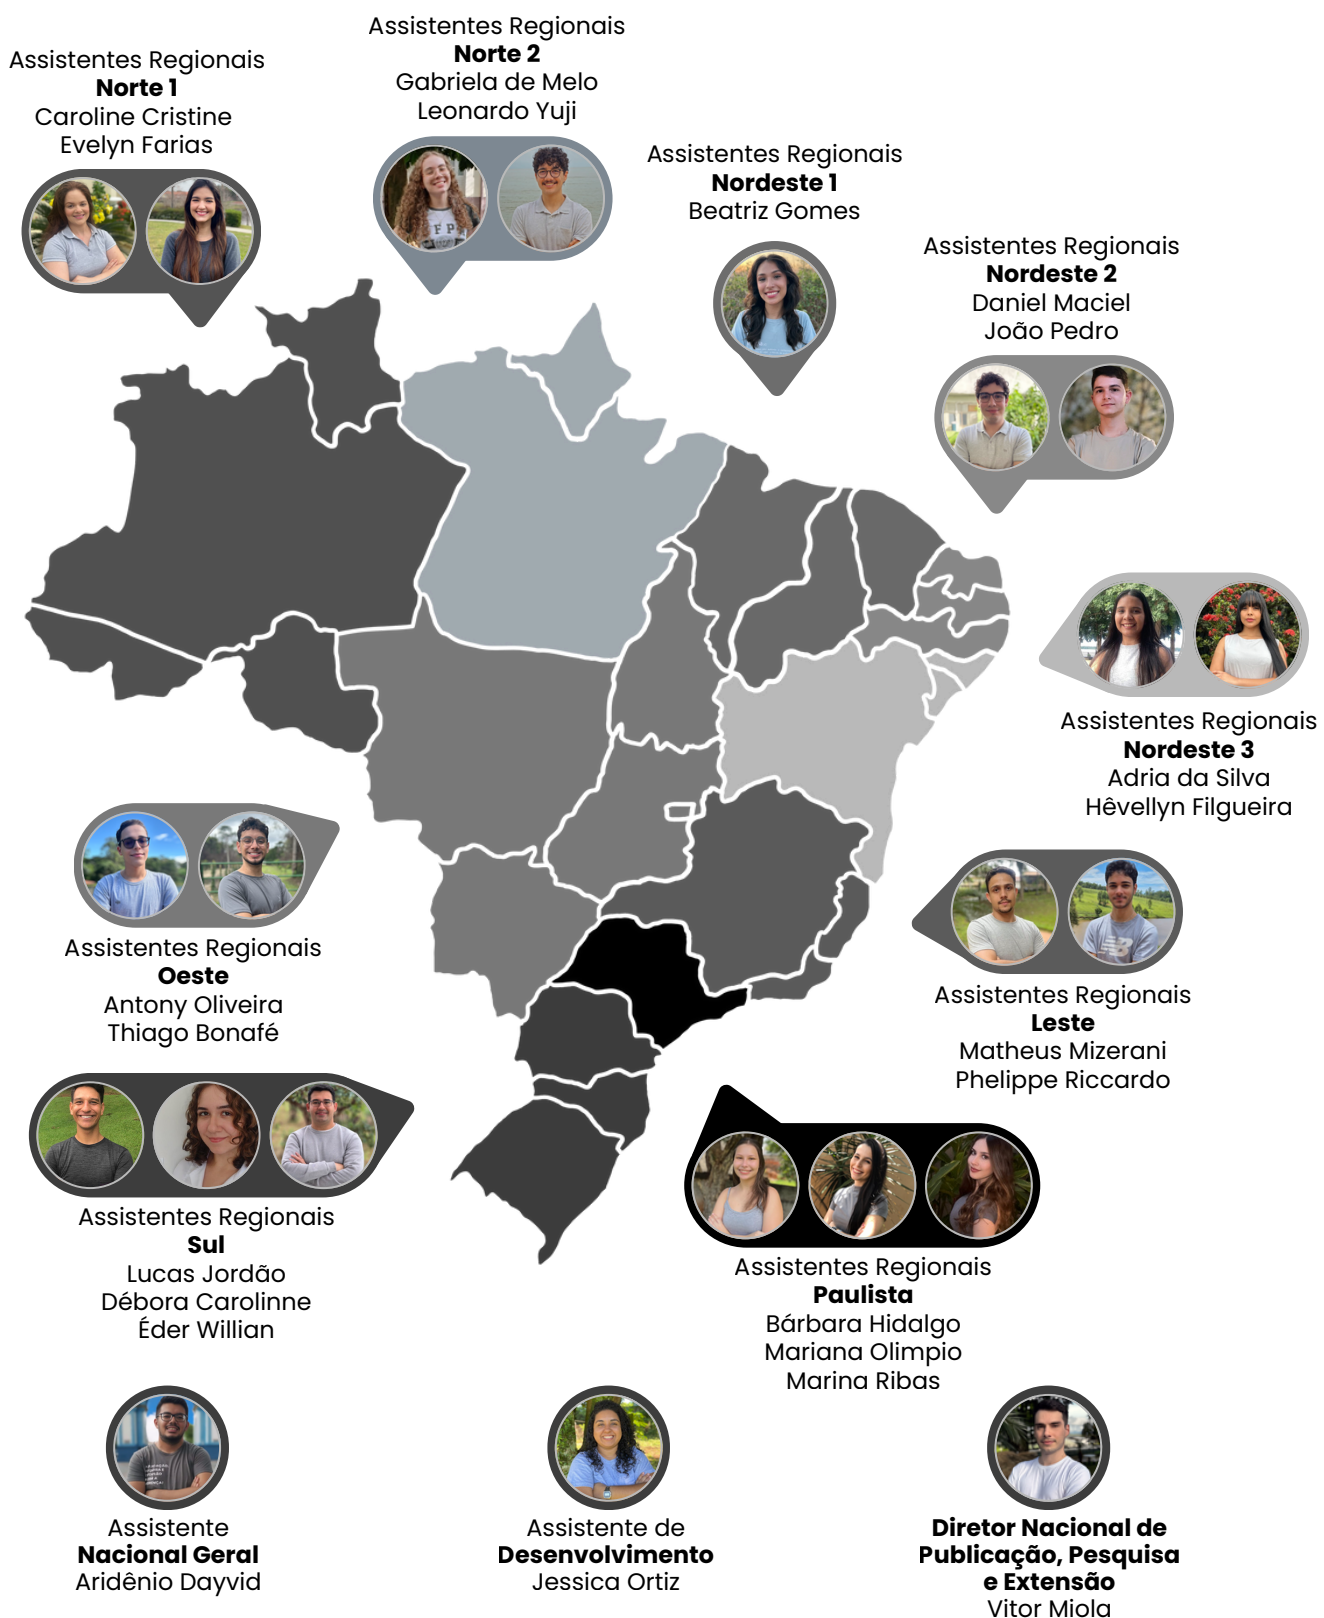 Assistentes Regionais
Norte 1
Caroline Cristine
Evelyn Farias
Assistentes Regionais
Norte 2
Gabriela de Melo
Leonardo Yuji
Assistentes Regionais
Nordeste 1
Beatriz Gomes
Assistentes Regionais
Nordeste 2
Daniel Maciel
João Pedro
Assistentes Regionais
Nordeste 3
Adria da Silva
Hêvellyn Filgueira
Assistentes Regionais
Oeste
Antony Oliveira
Thiago Bonafé
Assistentes Regionais
Leste
Matheus Mizerani
Phelippe Riccardo
Assistentes Regionais
Sul
Lucas Jordão
Débora Carolinne
Éder Willian
Assistentes Regionais
Paulista
Bárbara Hidalgo
Mariana Olimpio
Marina Ribas
Assistente
Nacional Geral
Aridênio Dayvid
Assistente de
Desenvolvimento
Jessica Ortiz
Diretor Nacional de
Publicação, Pesquisa
e Extensão
Vitor Miola